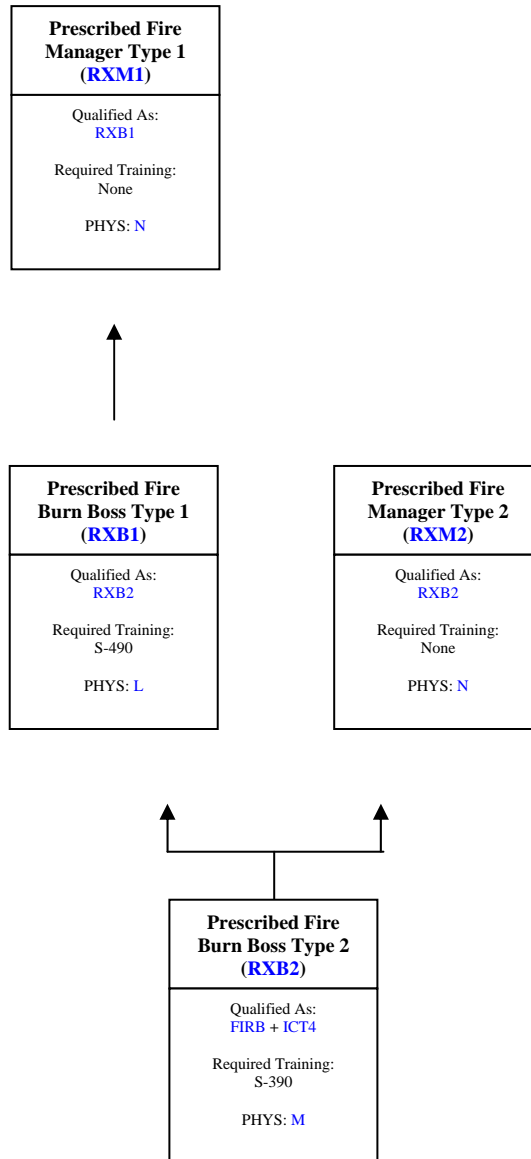 Prescribed Fire
Manager Type 1
(RXM1)
Qualified As:
RXB1
Required Training:
None
PHYS: N
Prescribed Fire
Burn Boss Type 1
(RXB1)
Qualified As:
RXB2
Required Training:
S-490
PHYS: L
Prescribed Fire
Manager Type 2
(RXM2)
Qualified As:
RXB2
Required Training:
None
PHYS: N
Prescribed Fire
Burn Boss Type 2
(RXB2)
Qualified As:
FIRB + ICT4
Required Training:
S-390
PHYS: M